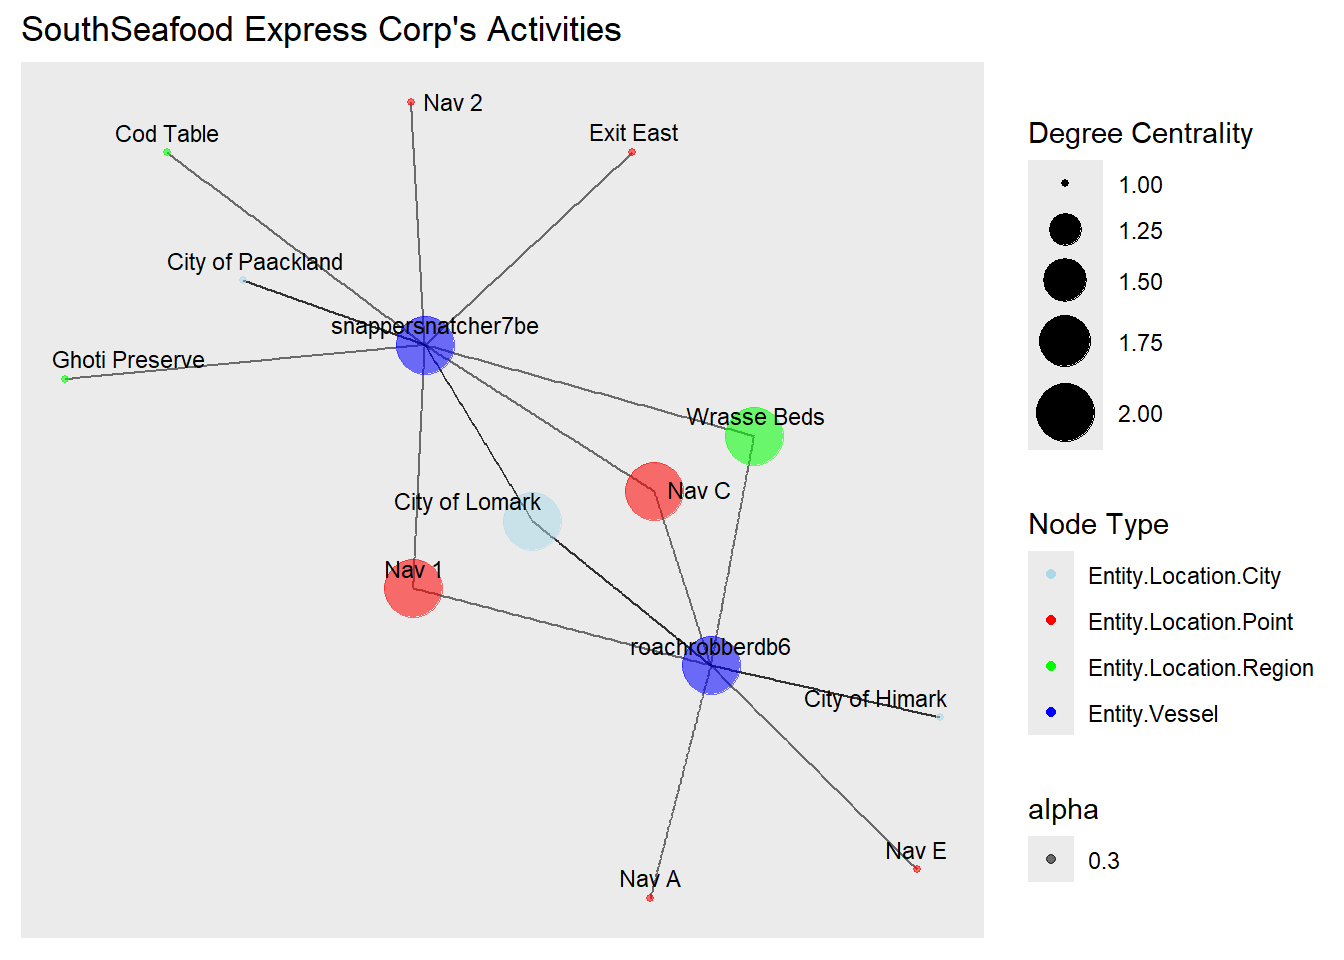 SouthSeafood Express Corp's Activities
Nav 2
Cod Table
Exit East
City of Paackland
snappersnatcher7be
Ghoti Preserve
Wrasse Beds
Nav C
City of Lomark
Nav 1
roachrobberdb6
City of Himark
Nav E
Nav A
Degree Centrality
1.00
1.25
1.50
1.75
2.00
Node Type
Entity.Location.City
Entity.Location.Point
Entity.Location.Region
Entity.Vessel
alpha
0.3